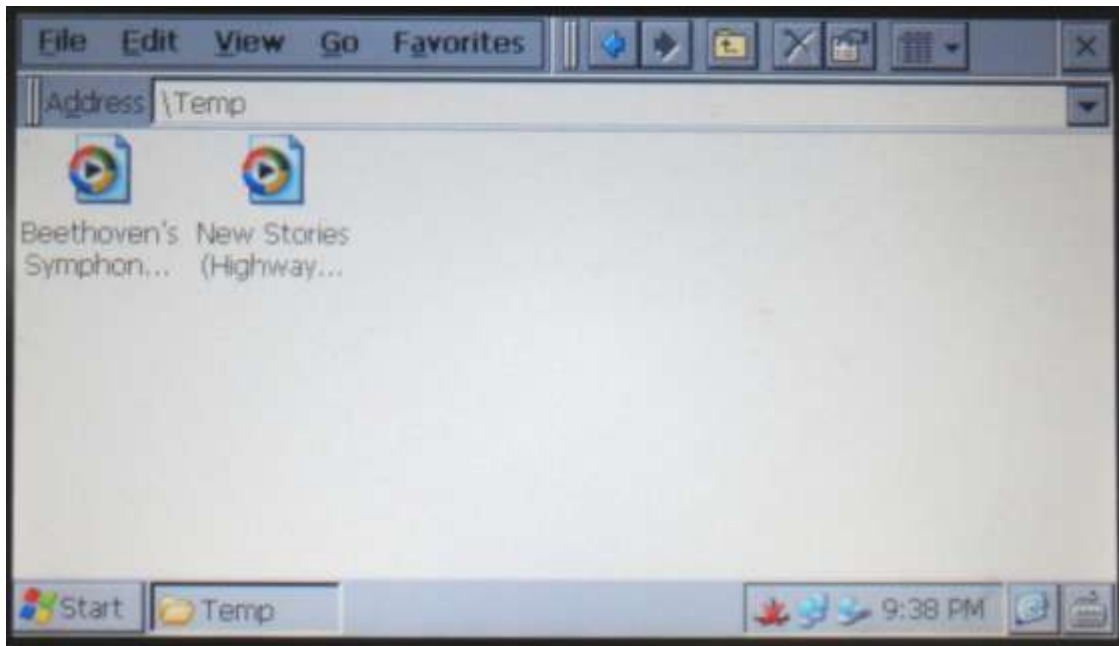 File Edit View Go Favorites
Address \Temp
Beethoven's
Symphon...
New Stories
(Highway...
Start Temp 9:38 PM